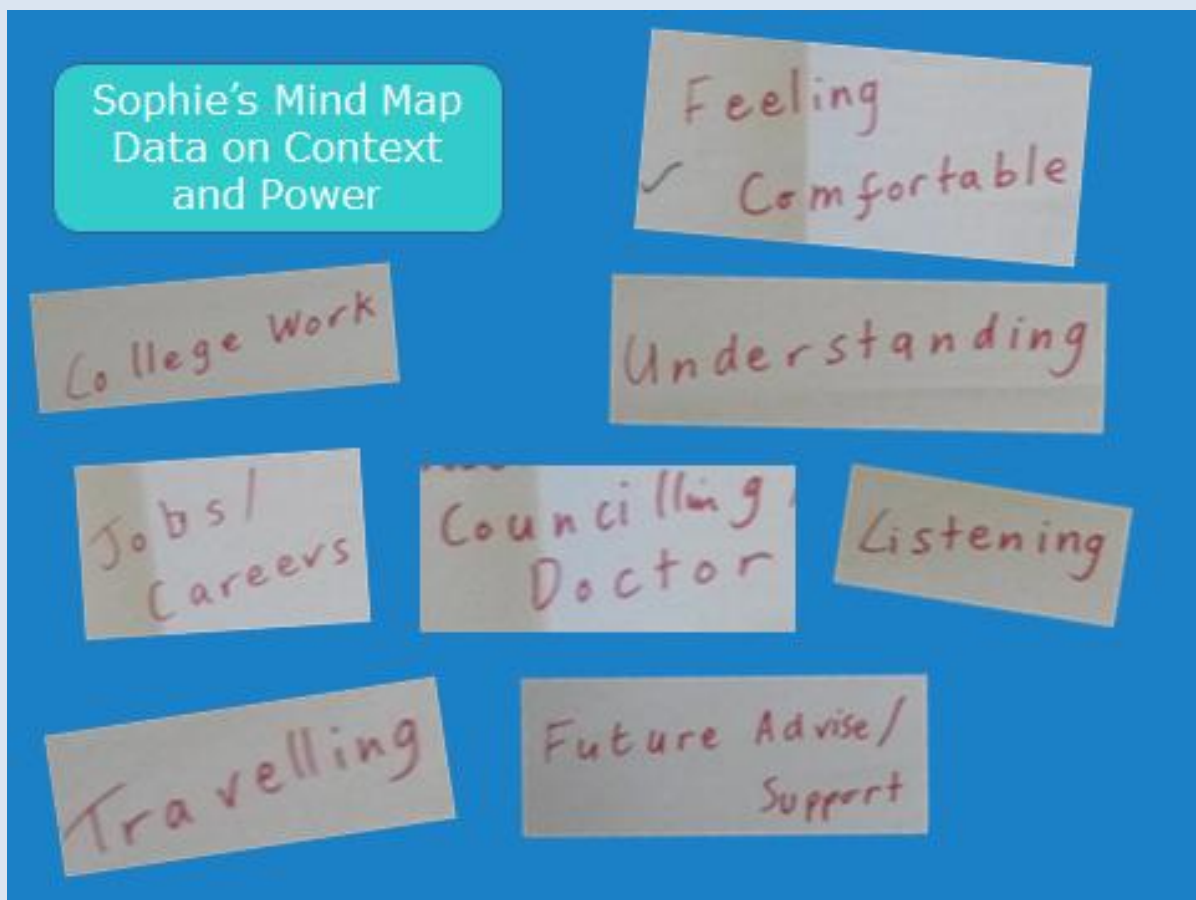 Sophie's Mind Map
Data on Context
and Power
Feeling
✓ Comfortable
College Work
Understanding
Jobs/
Careers
Councilling
Doctor
Listening
Travelling
Future Advise/
Support